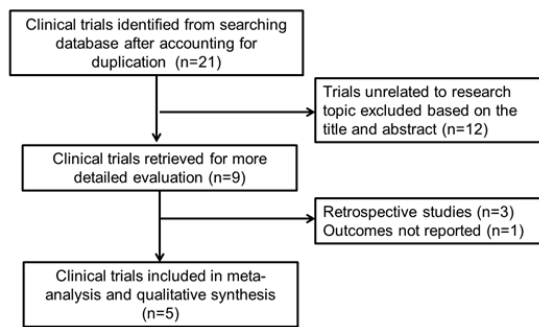 Clinical trials identified from searching
database after accounting for
duplication (n=21)
Trials unrelated to research
topic excluded based on the
title and abstract (n=12)
Clinical trials retrieved for more
detailed evaluation (n=9)
Retrospective studies (n=3)
Outcomes not reported (n=1)
Clinical trials included in meta-
analysis and qualitative synthesis
(n=5)